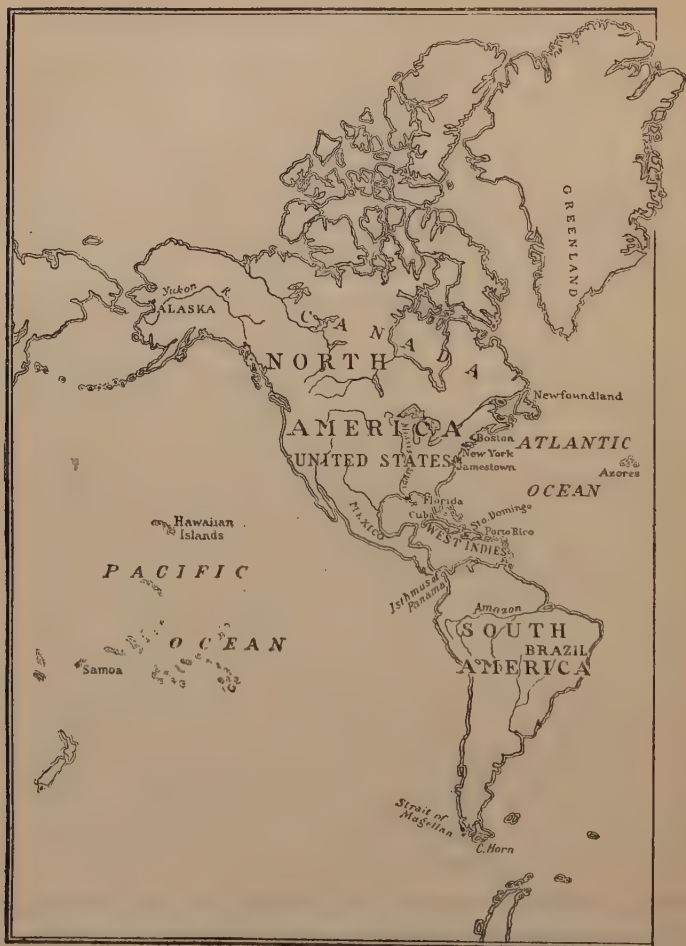 GREENLAND
Yukon R.
ALASKA
CANADA
NORTH
Newfoundland
AMERICA
Boston
ATLANTIC
New York
UNITED STATES
Jamestown
Azores
OCEAN
Florida
MEXICO
Cuba
Sto. Domingo
Hawaiian
Islands
Porto Rico
WEST INDIES
PACIFIC
Isthmus of
Panama
Amazon
SOUTH
OCEAN
BRAZIL
Samoa
AMERICA
Strait of
Magellan
C. Horn